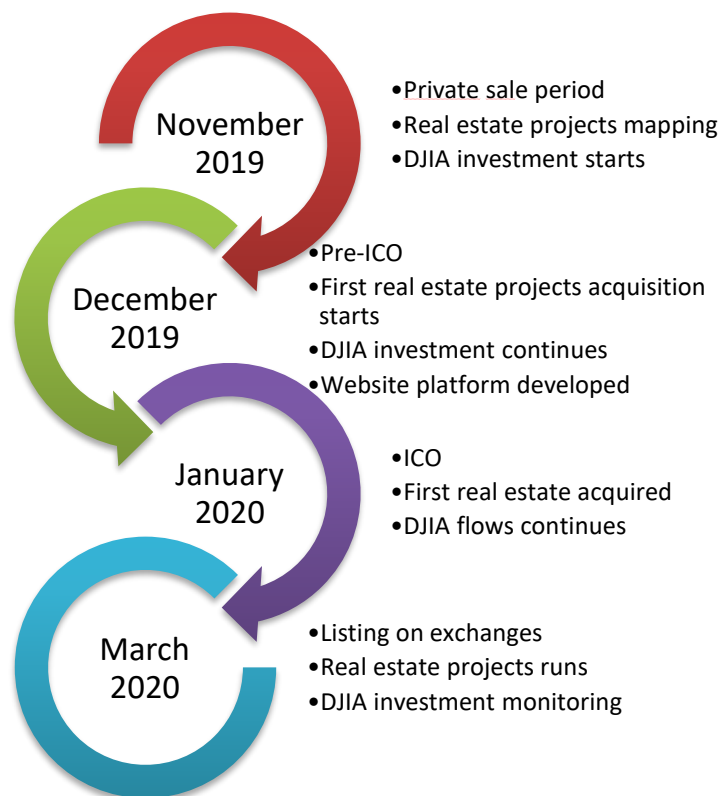 November
2019
•Private sale period
•Real estate projects mapping
•DJIA investment starts
December
2019
•Pre-ICO
•First real estate projects acquisition
starts
•DJIA investment continues
•Website platform developed
January
2020
•ICO
•First real estate acquired
•DJIA flows continues
March
2020
•Listing on exchanges
•Real estate projects runs
•DJIA investment monitoring